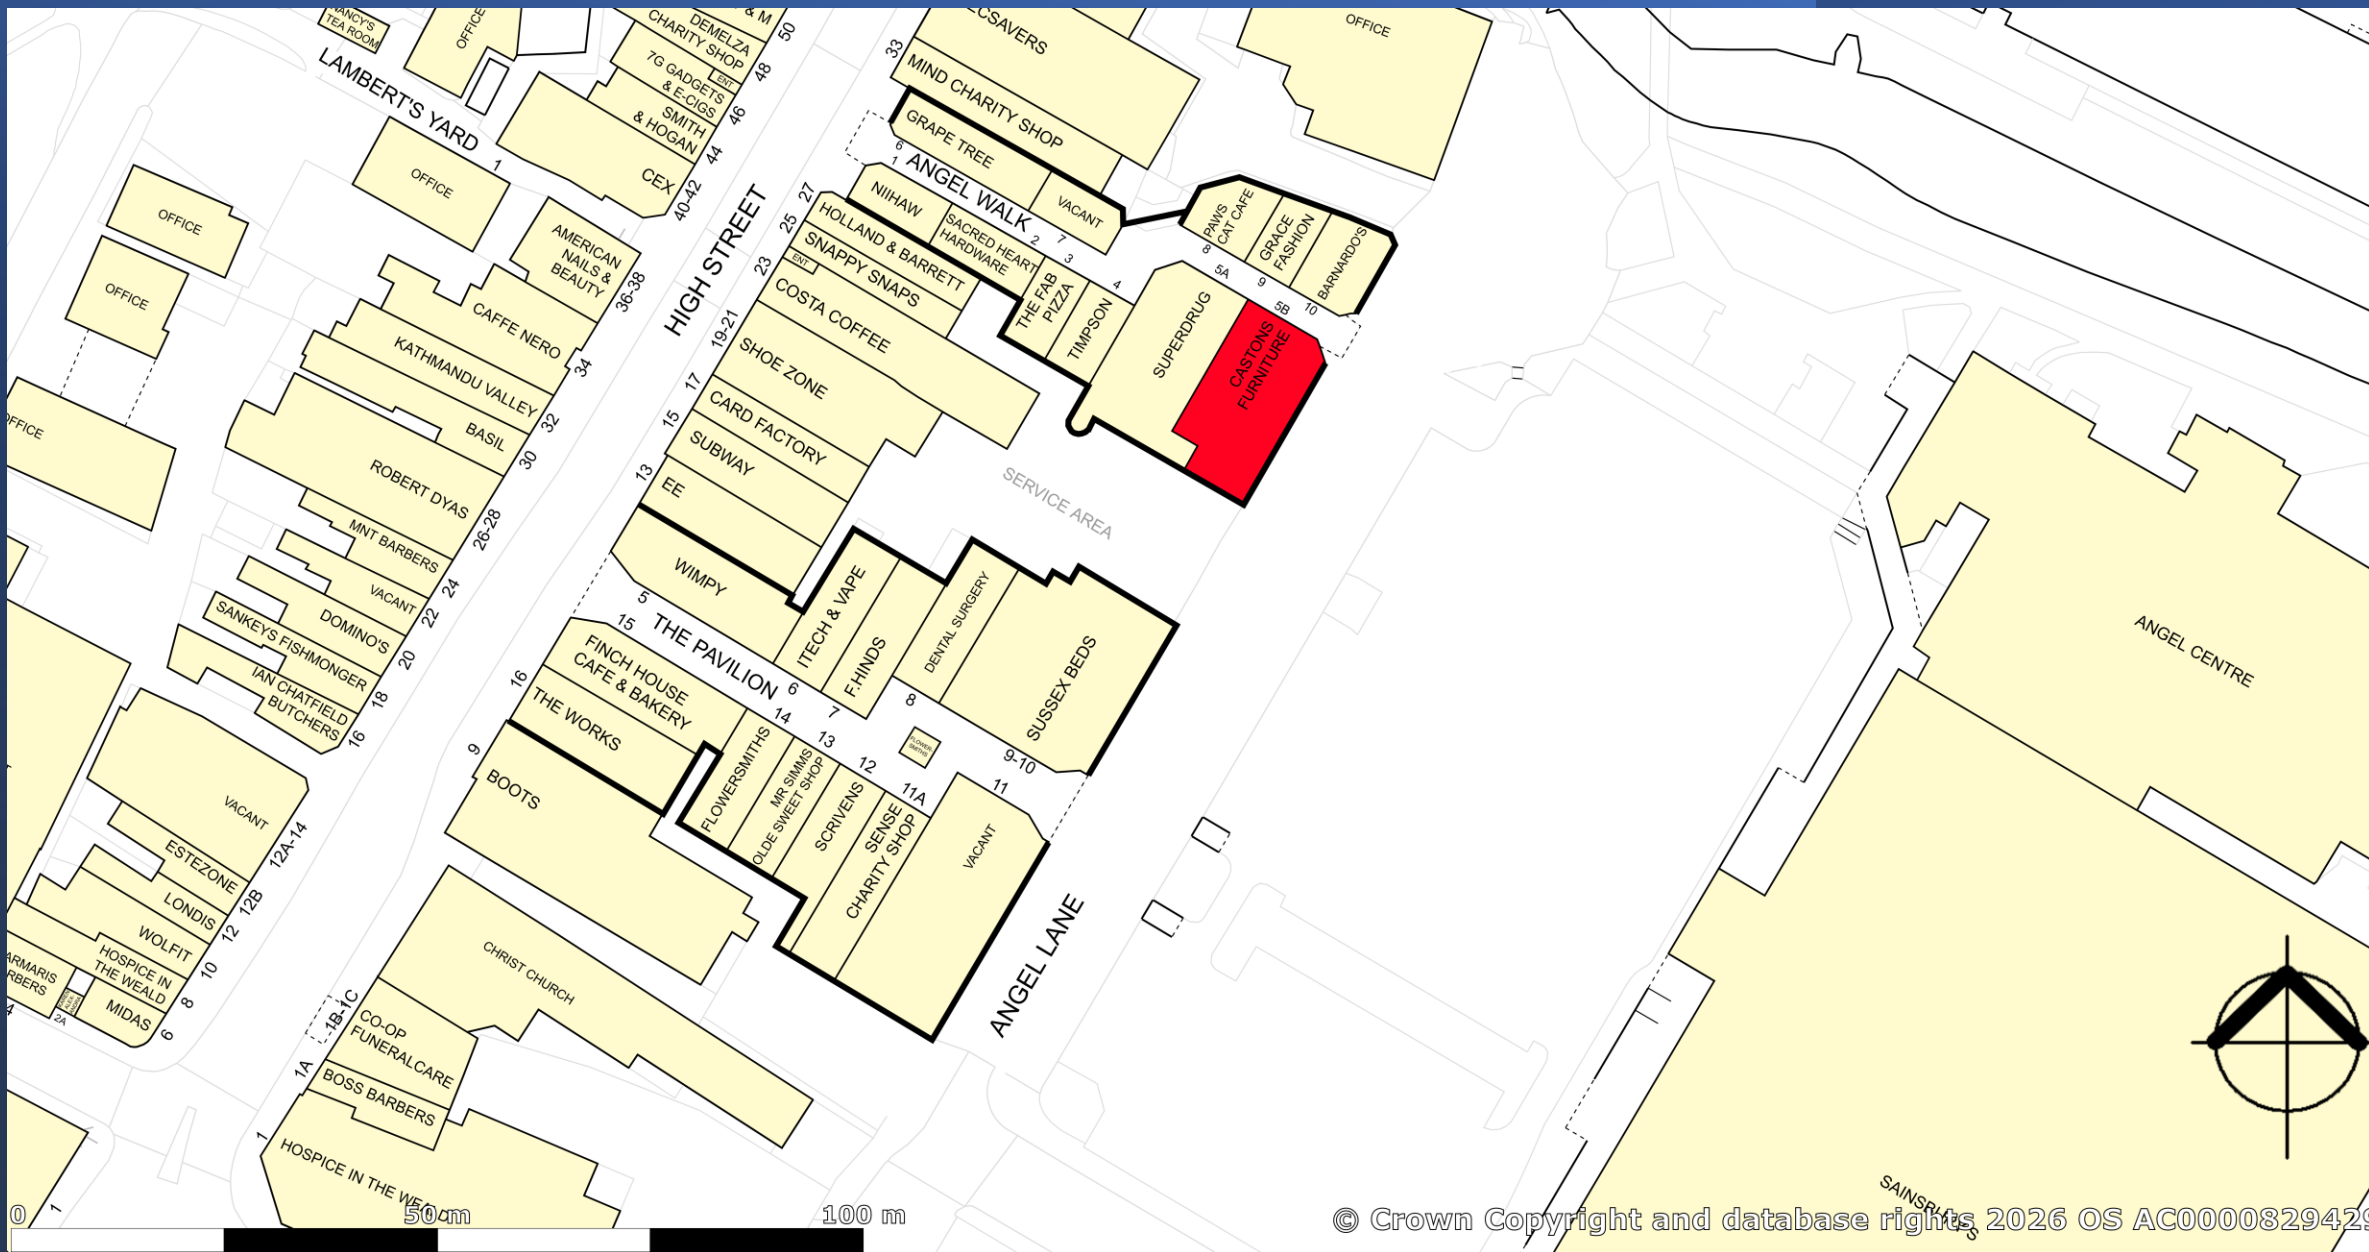 NANCY'S
TEA ROOM
OFFICE
& M
50
DEMELZA
CHARITY SHOP
48
7G GADGETS
& E-CIGS
ENT
46
SMITH
& HOGAN
44
CEX
40-42
LAMBERT'S YARD
1
OFFICE
OFFICE
OFFICE
OFFICE
AMERICAN
NAILS &
BEAUTY
36-38
CAFFE NERO
34
KATHMANDU VALLEY
32
BASIL
30
ROBERT DYAS
26-28
MNT BARBERS
24
VACANT
22
DOMINO'S
20
SANKEYS FISHMONGER
18
IAN CHATFIELD
BUTCHERS
16
VACANT
12A-14
ESTEZONE
12B
LONDIS
12
WOLFIT
10
HOSPICE IN
THE WEALD
8
MIDAS
6
2A
4
ARMARIS
RBERS
1
HIGH STREET
33
ECSAVERS
MIND CHARITY SHOP
OFFICE
GRAPE TREE
6
ANGEL WALK
1
VACANT
7
NIIHAW
2
SACRED HEART
HARDWARE
3
THE FAB
PIZZA
4
TIMPSON
27
HOLLAND & BARRETT
25
SNAPPY SNAPS
ENT
23
COSTA COFFEE
19-21
SHOE ZONE
17
CARD FACTORY
15
SUBWAY
13
EE
PAWS
CAT CAFE
8
GRACE
FASHION
9
BARNARDO'S
10
5A
SUPERDRUG
5B
CASTONS
FURNITURE
SERVICE AREA
WIMPY
5
ITECH & VAPE
6
F.HINDS
7
DENTAL SURGERY
8
SUSSEX BEDS
9-10
THE PAVILION
15
FINCH HOUSE
CAFE & BAKERY
16
THE WORKS
9
BOOTS
14
FLOWERSMITHS
13
MR SIMMS
OLDE SWEET SHOP
12
SCRIVENS
11A
SENSE
CHARITY SHOP
11
VACANT
FLOWER-
SMITHS
ANGEL LANE
CHRIST CHURCH
1B-1C
CO-OP
FUNERALCARE
1A
BOSS BARBERS
1
HOSPICE IN THE WEALD
ANGEL CENTRE
SAINSBURY'S
0
50 m
100 m
© Crown Copyright and database rights 2026 OS AC0000829429